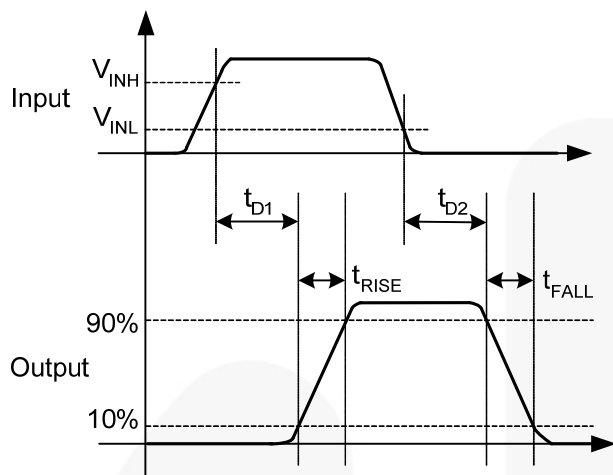 V_INH
Input
V_INL
t_D1
t_D2
t_RISE
t_FALL
90%
Output
10%